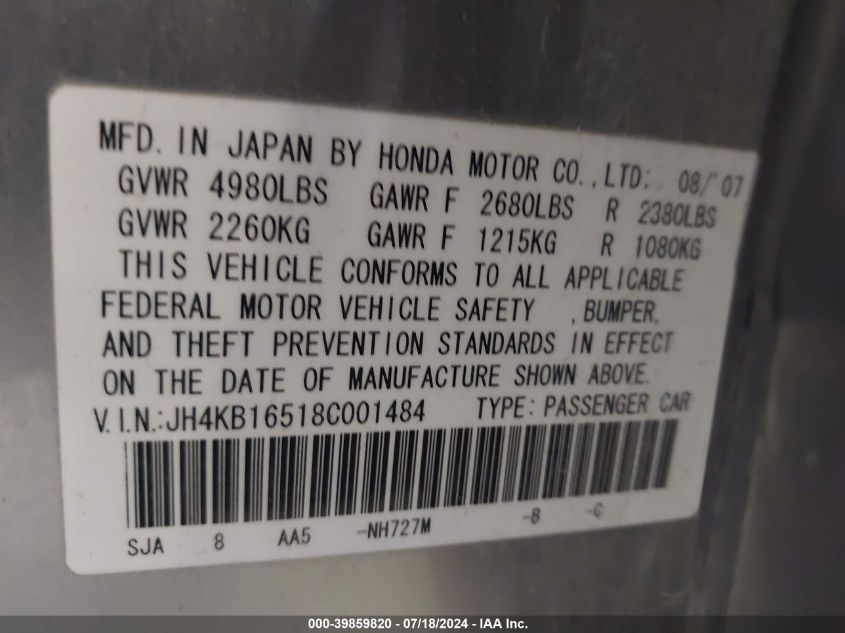 MFD. IN JAPAN BY HONDA MOTOR CO., LTD: 08/'07
GVWR 4980LBS GAWR F 2680LBS R 2380LBS
GVWR 2260KG GAWR F 1215KG R 1080KG
THIS VEHICLE CONFORMS TO ALL APPLICABLE
FEDERAL MOTOR VEHICLE SAFETY , BUMPER,
AND THEFT PREVENTION STANDARDS IN EFFECT
ON THE DATE OF MANUFACTURE SHOWN ABOVE.
V.I.N.:JH4KB16518C001484 TYPE: PASSENGER CAR
SJA 8 AA5 -NH727M -B -C
000-39859820 - 07/18/2024 - IAA Inc.